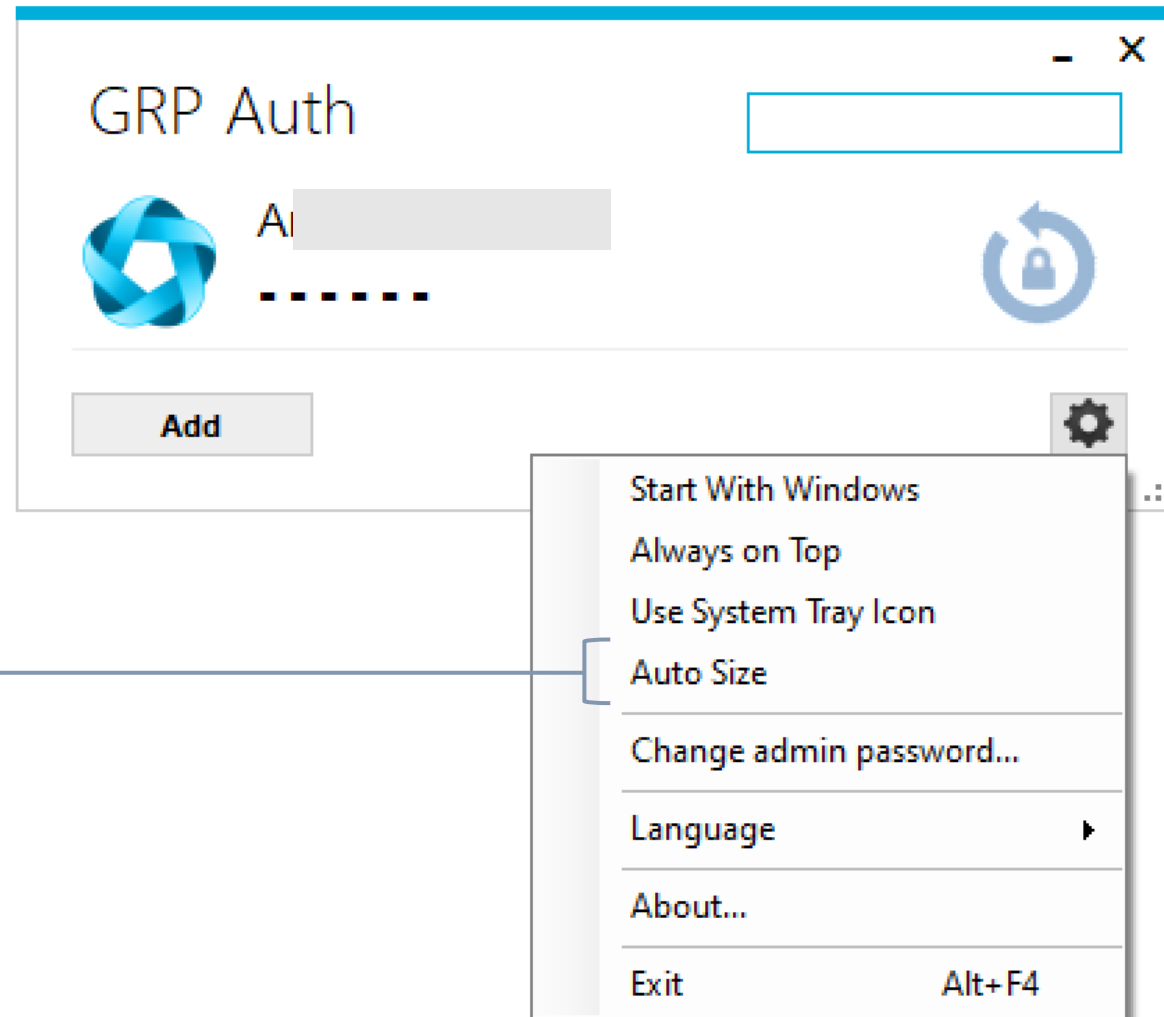 GRP Auth
- - - - - -
Add
Start With Windows
Always on Top
Use System Tray Icon
Auto Size
Change admin password...
Language
About...
Exit Alt+F4